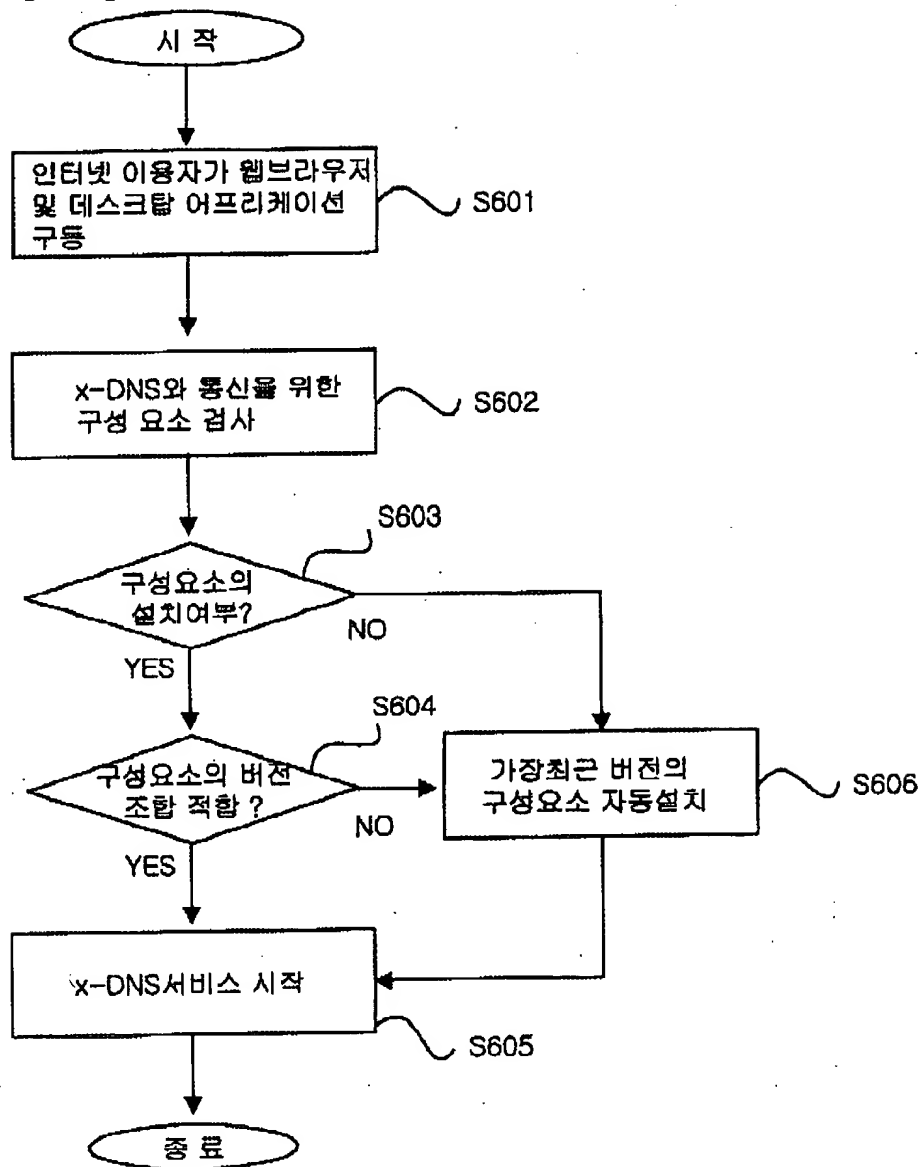 시 작
인터넷 이용자가 웹브라우저
및 데스크탑 어프리케이션
구동
S601
x-DNS와 통신을 위한
구성 요소 검사
S602
S603
구성요소의
설치여부?
NO
YES
S604
구성요소의 버전
조합 적합 ?
NO
YES
가장최근 버전의
구성요소 자동설치
S606
x-DNS서비스 시작
S605
종 료